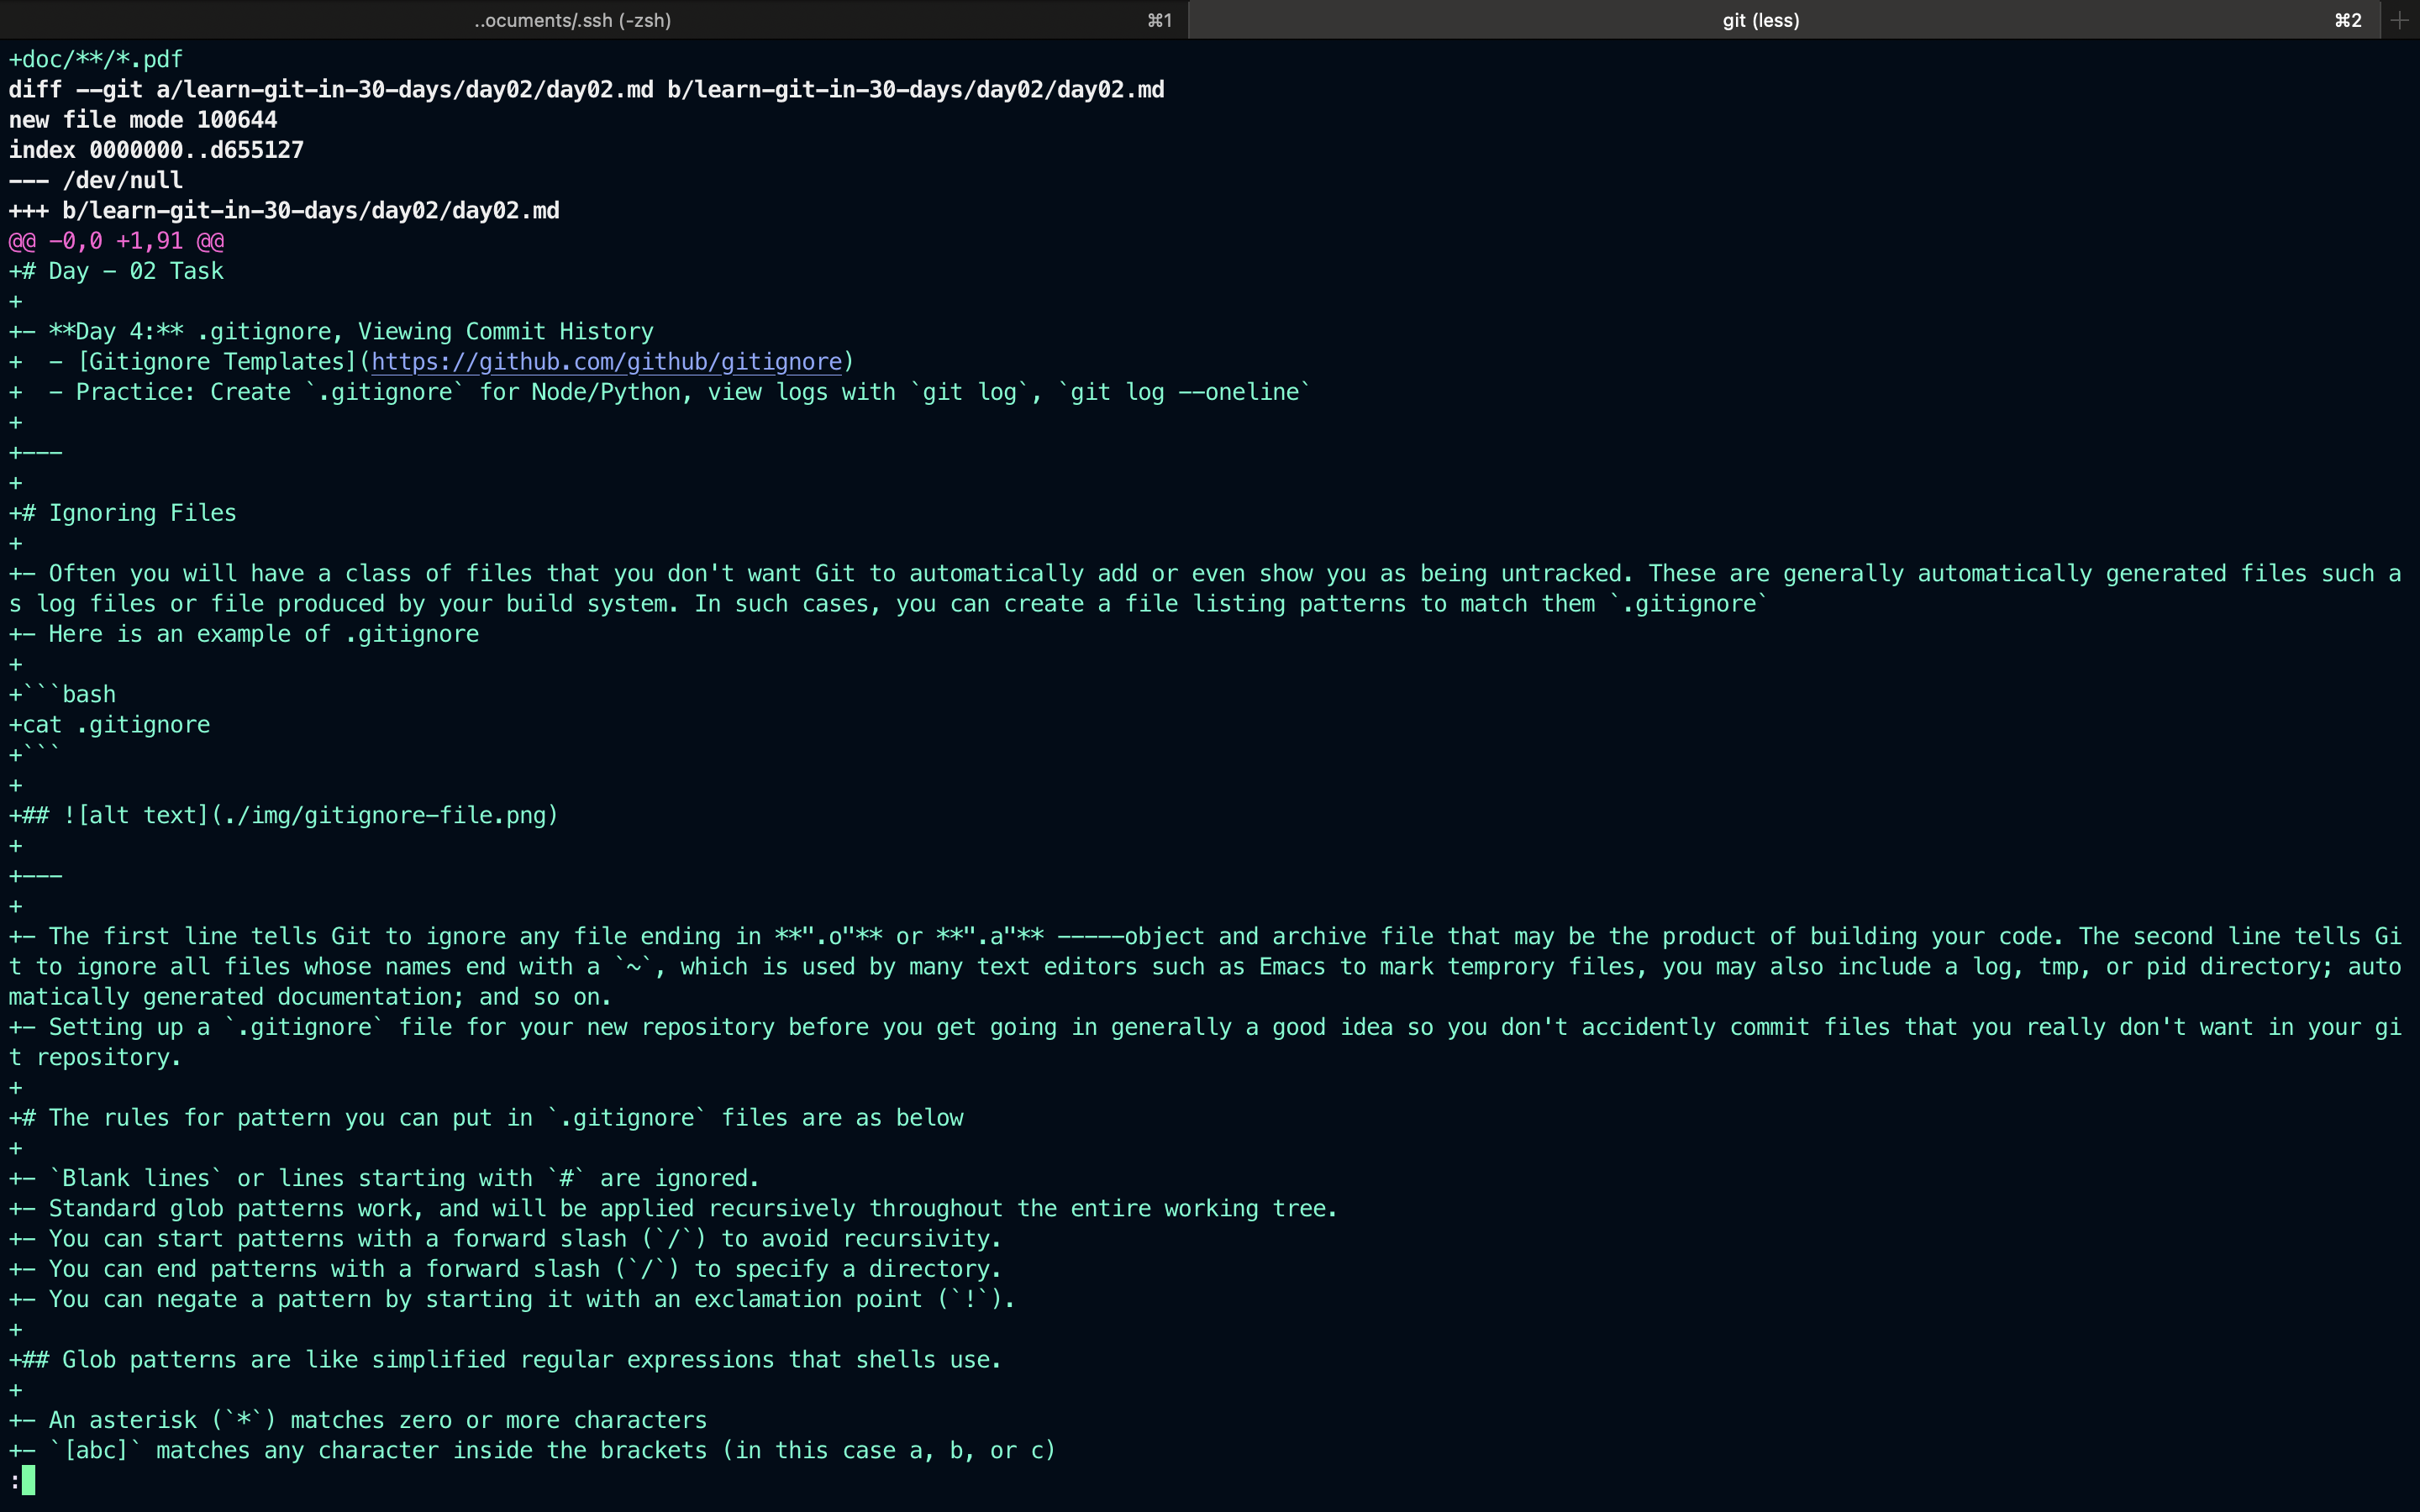 ..ocuments/.ssh (-zsh) ⌘1 git (less) ⌘2 +
+doc/**/*.pdf
diff --git a/learn-git-in-30-days/day02/day02.md b/learn-git-in-30-days/day02/day02.md
new file mode 100644
index 0000000..d655127
--- /dev/null
+++ b/learn-git-in-30-days/day02/day02.md
@@ -0,0 +1,91 @@
+# Day - 02 Task
+
+- **Day 4:** .gitignore, Viewing Commit History
+  - [Gitignore Templates](https://github.com/github/gitignore)
+  - Practice: Create `.gitignore` for Node/Python, view logs with `git log`, `git log --oneline`
+
+---
+
+# Ignoring Files
+
+- Often you will have a class of files that you don't want Git to automatically add or even show you as being untracked. These are generally automatically generated files such a
s log files or file produced by your build system. In such cases, you can create a file listing patterns to match them `.gitignore`
+- Here is an example of .gitignore
+
+```bash
+cat .gitignore
+```
+
+## ![alt text](./img/gitignore-file.png)
+
+---
+
+- The first line tells Git to ignore any file ending in **".o"** or **".a"** -----object and archive file that may be the product of building your code. The second line tells Gi
t to ignore all files whose names end with a `~`, which is used by many text editors such as Emacs to mark temprory files, you may also include a log, tmp, or pid directory; auto
matically generated documentation; and so on.
+- Setting up a `.gitignore` file for your new repository before you get going in generally a good idea so you don't accidently commit files that you really don't want in your gi
t repository.
+
+# The rules for pattern you can put in `.gitignore` files are as below
+
+- `Blank lines` or lines starting with `#` are ignored.
+- Standard glob patterns work, and will be applied recursively throughout the entire working tree.
+- You can start patterns with a forward slash (`/`) to avoid recursivity.
+- You can end patterns with a forward slash (`/`) to specify a directory.
+- You can negate a pattern by starting it with an exclamation point (`!`).
+
+## Glob patterns are like simplified regular expressions that shells use.
+
+- An asterisk (`*`) matches zero or more characters
+- `[abc]` matches any character inside the brackets (in this case a, b, or c)
: